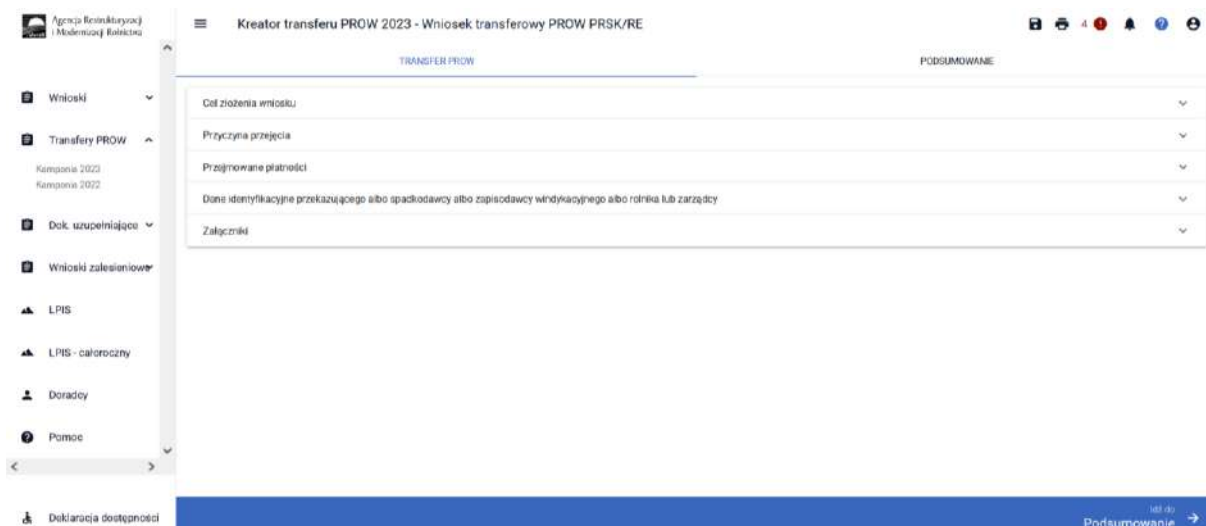 Agencja Restrukturyzacji
i Modernizacji Rolnictwa
Kreator transferu PROW 2023 - Wniosek transferowy PROW PRSK/RE
4
TRANSFER PROW
PODSUMOWANIE
Wnioski
Transfery PROW
Kampania 2023
Kampania 2022
Dok. uzupełniające
Wnioski zalesieniowe
LPIS
LPIS - całoroczny
Doradcy
Pomoc
Deklaracja dostępności
Cel złożenia wniosku
Przyczyna przejęcia
Przejmowane płatności
Dane identyfikacyjne przekazującego albo spadkodawcy albo zapisodawcy windykacyjnego albo rolnika lub zarządcy
Załączniki
Idź do
Podsumowanie